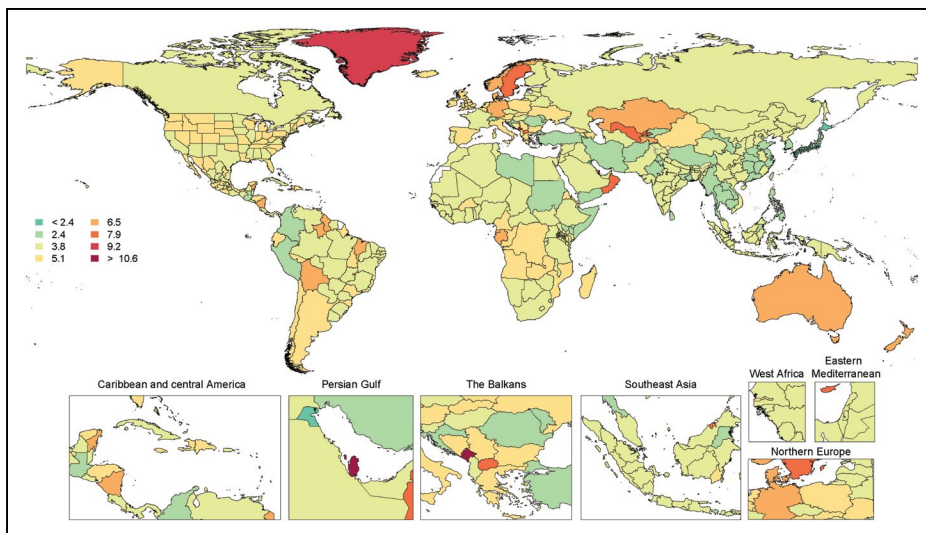 < 2.4 6.5
2.4 7.9
3.8 9.2
5.1 > 10.6
Caribbean and central America
Persian Gulf
The Balkans
Southeast Asia
West Africa
Eastern
Mediterranean
Northern Europe